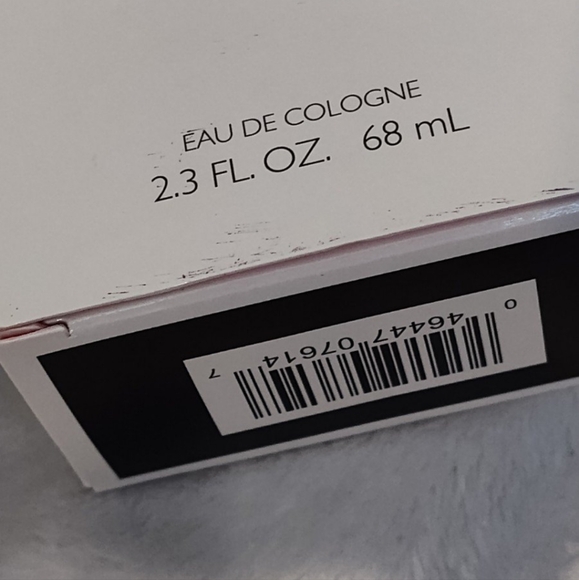 EAU DE COLOGNE
2.3 FL. OZ. 68 mL
0 46447 07614 7